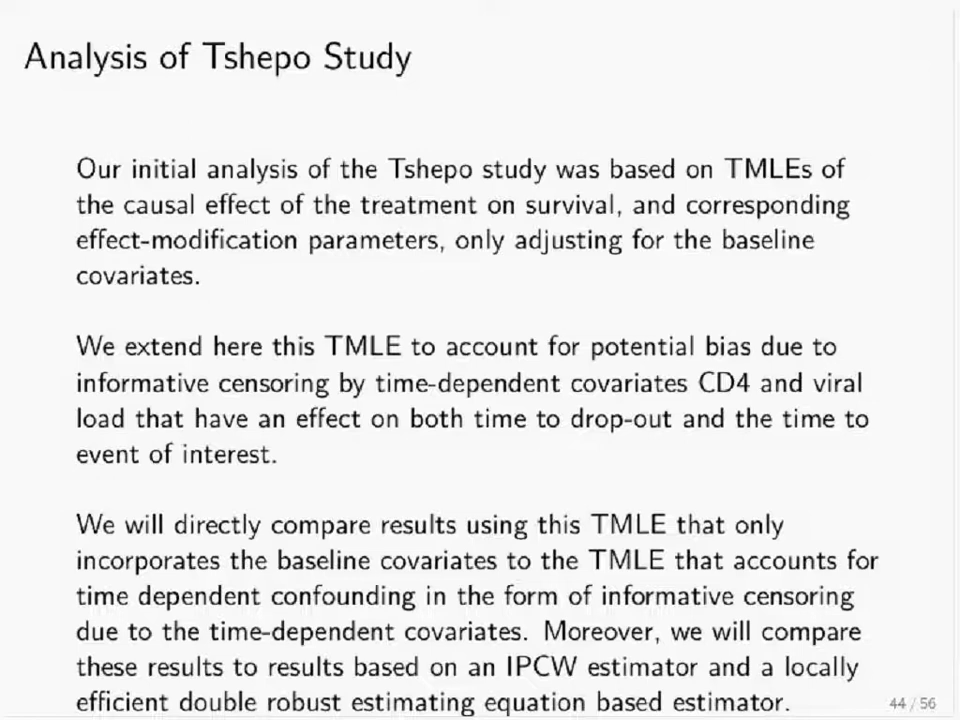 Analysis of Tshepo Study
Our initial analysis of the Tshepo study was based on TMLEs of
the causal effect of the treatment on survival, and corresponding
effect-modification parameters, only adjusting for the baseline
covariates.
We extend here this TMLE to account for potential bias due to
informative censoring by time-dependent covariates CD4 and viral
load that have an effect on both time to drop-out and the time to
event of interest.
We will directly compare results using this TMLE that only
incorporates the baseline covariates to the TMLE that accounts for
time dependent confounding in the form of informative censoring
due to the time-dependent covariates. Moreover, we will compare
these results to results based on an IPCW estimator and a locally
efficient double robust estimating equation based estimator.
44 / 56